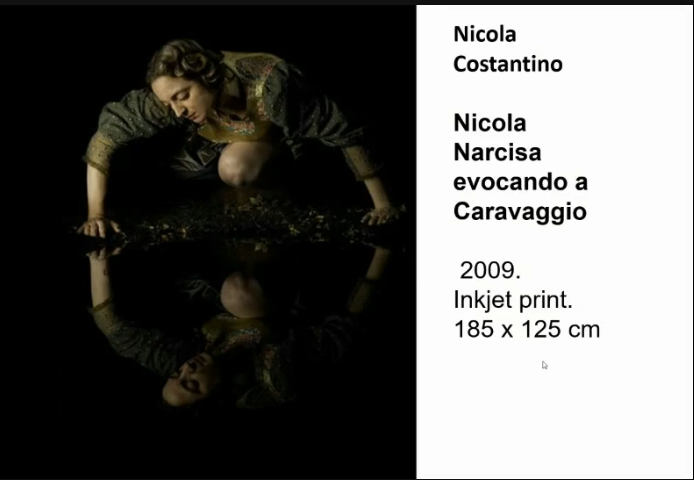 Nicola
Costantino
Nicola
Narcisa
evocando a
Caravaggio
2009.
Inkjet print.
185 x 125 cm